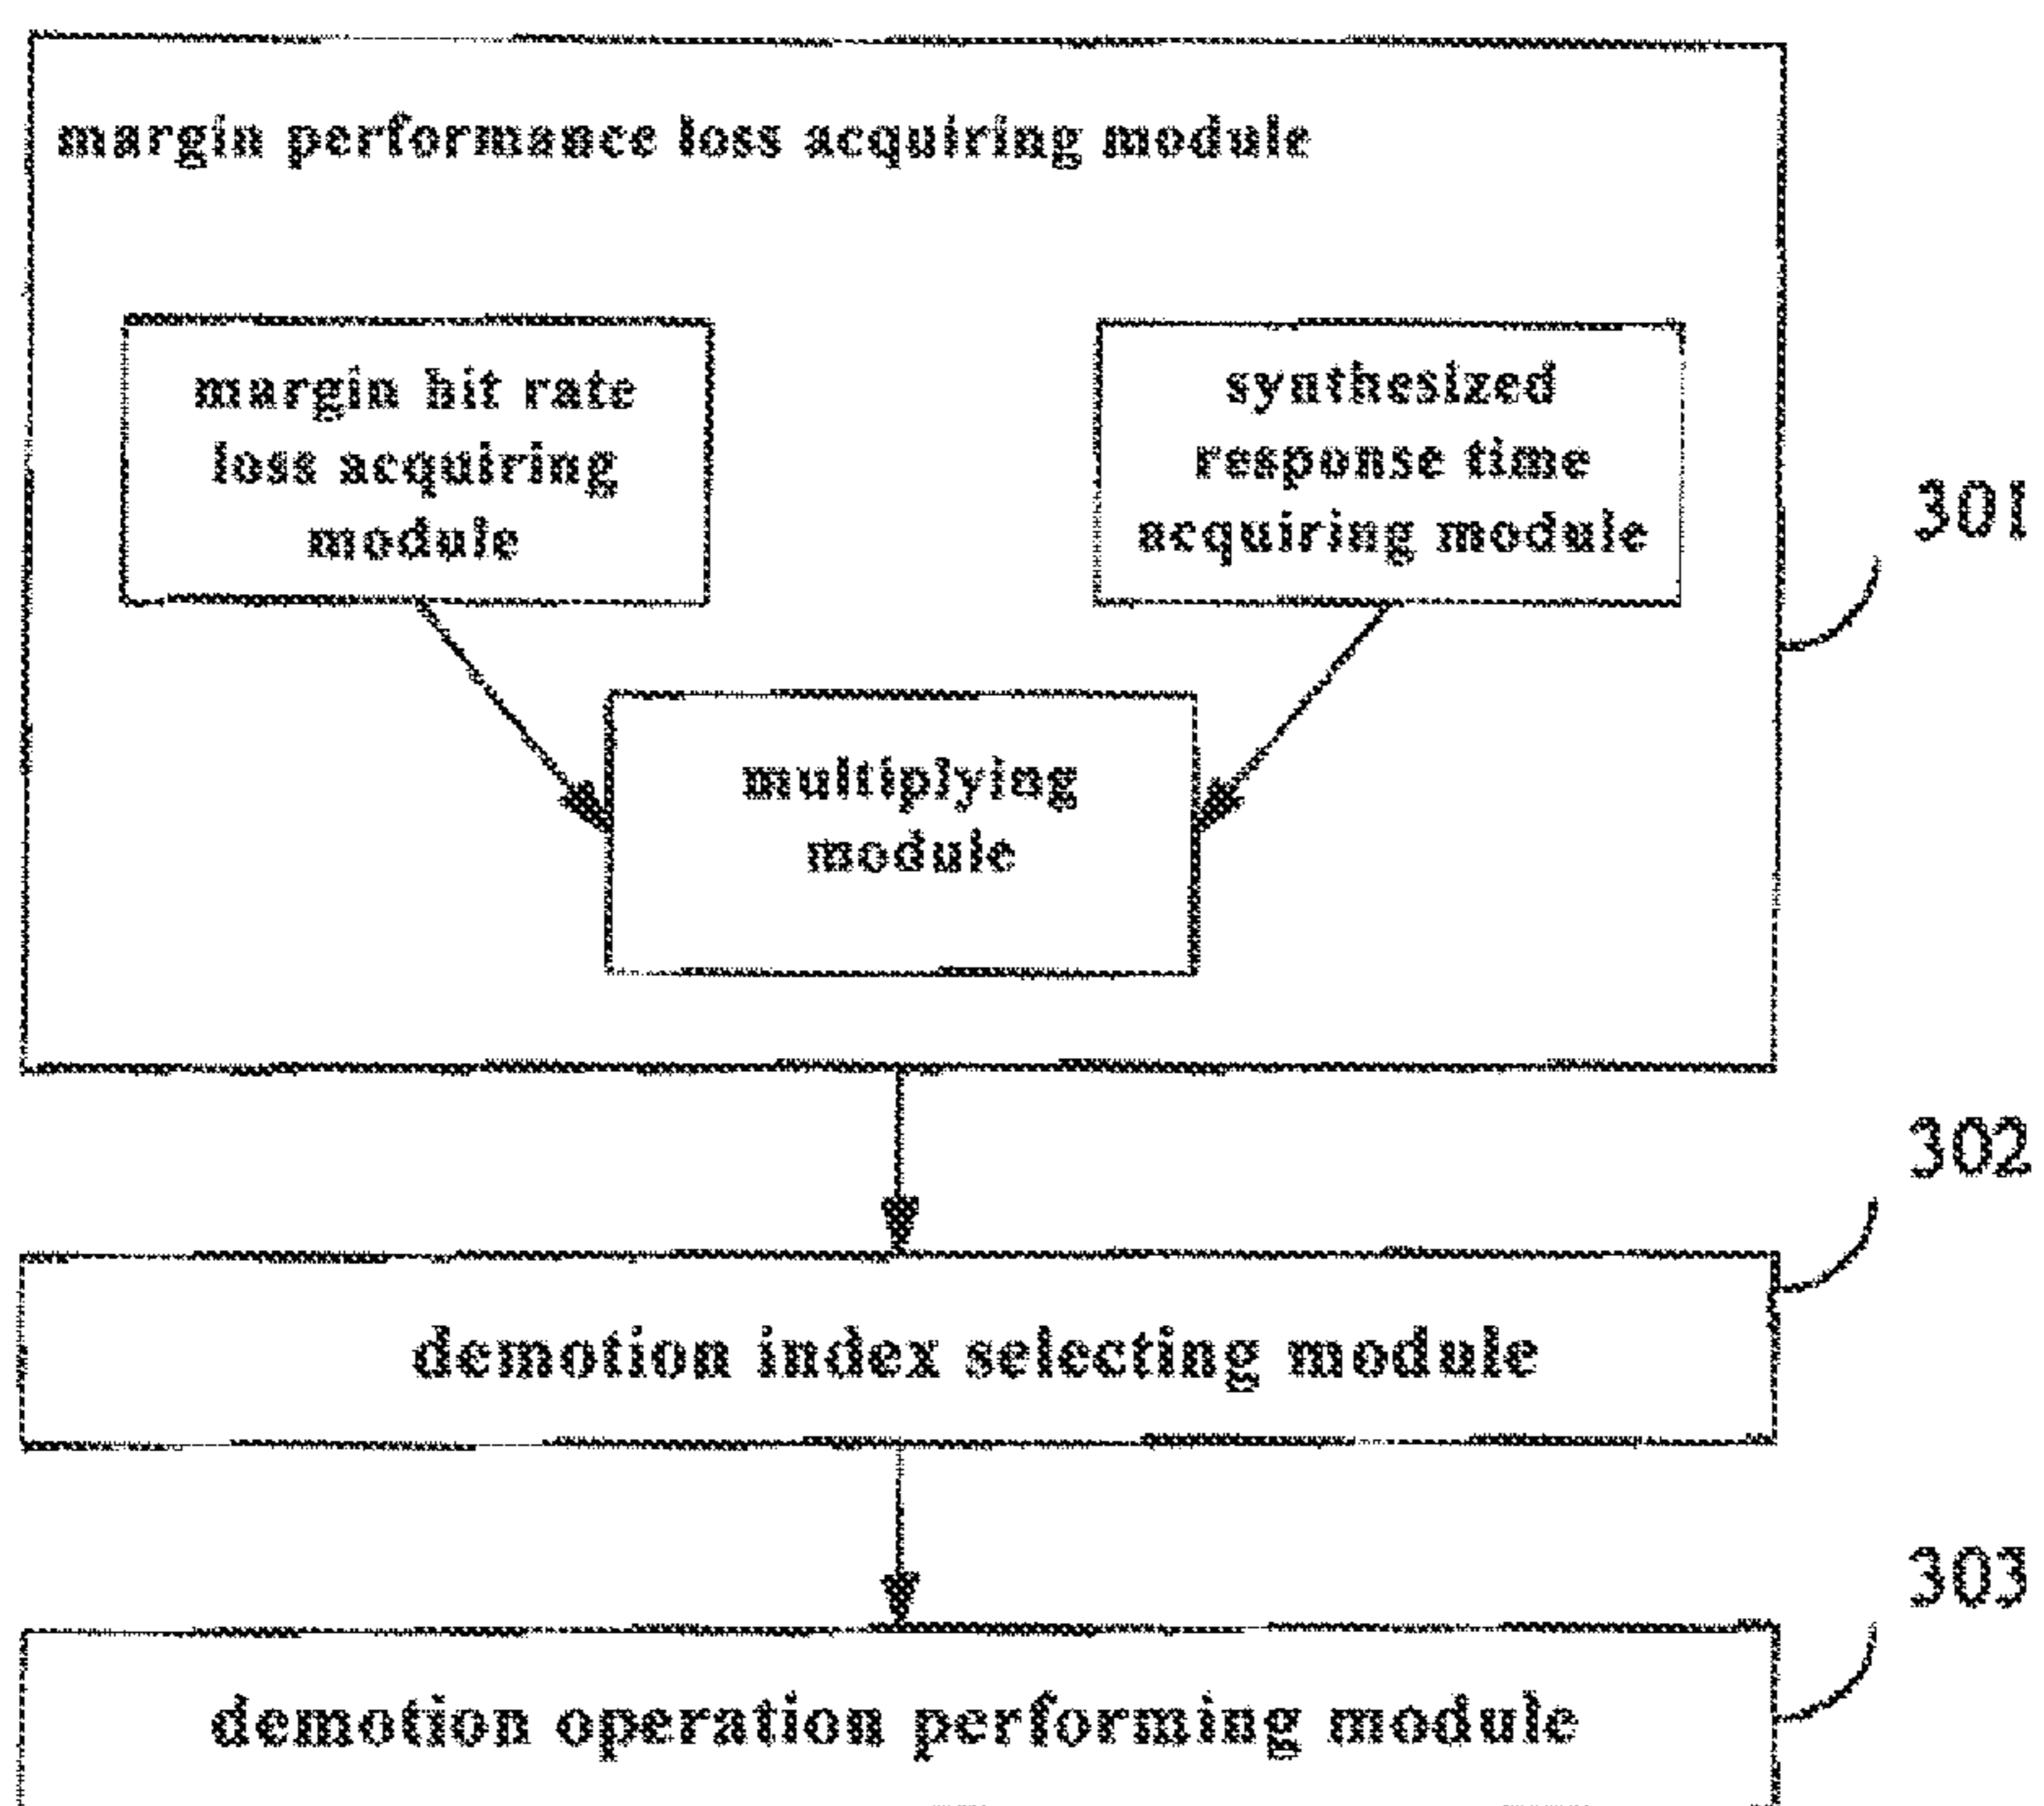 margin performance loss acquiring module
margin hit rate
loss acquiring
module
synthesized
response time
acquiring module
301
multiplying
module
302
demotion index selecting module
303
demotion operation performing module